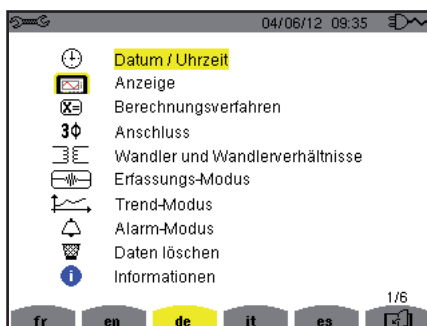 04/06/12 09:35
Datum / Uhrzeit
Anzeige
X= Berechnungsverfahren
3ϕ Anschluss
Wandler und Wandlerverhältnisse
Erfassungs-Modus
Trend-Modus
Alarm-Modus
Daten löschen
i Informationen
1/6
fr en de it es